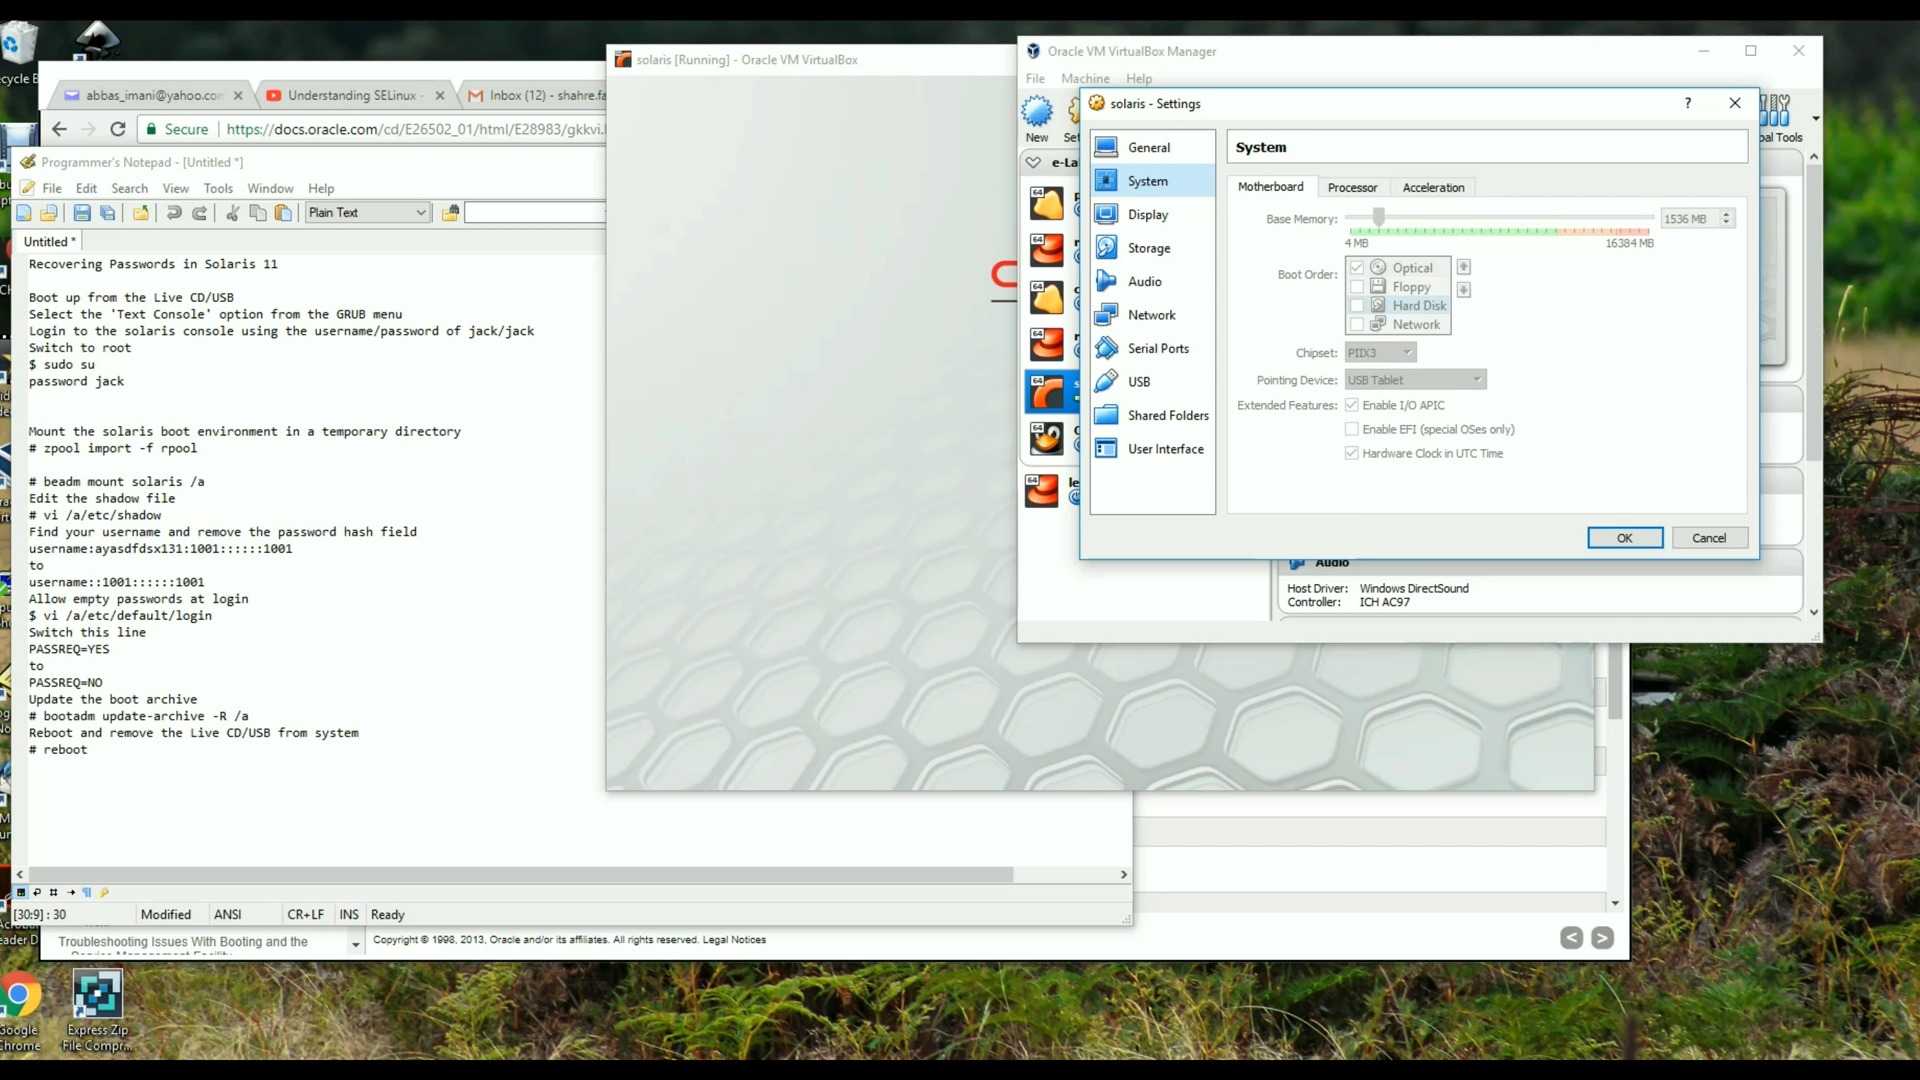 solaris [Running] - Oracle VM VirtualBox
Oracle VM VirtualBox Manager
File Machine Help
New
solaris - Settings
?
General
System
Display
Storage
Audio
Network
Serial Ports
USB
Shared Folders
User Interface
System
Motherboard Processor Acceleration
Base Memory: 1536 MB
4 MB 16384 MB
Boot Order: Optical
Floppy
Hard Disk
Network
Chipset: PIIX3
Pointing Device: USB Tablet
Extended Features: Enable I/O APIC
Enable EFI (special OSes only)
Hardware Clock in UTC Time
OK Cancel
Audio
Host Driver: Windows DirectSound
Controller: ICH AC97
abbas_imani@yahoo.com
Understanding SELinux -
Inbox (12) - shahre.fa
Secure https://docs.oracle.com/cd/E26502_01/html/E28983/gkkvi.
Programmer's Notepad - [Untitled *]
File Edit Search View Tools Window Help
Plain Text
Untitled *
Recovering Passwords in Solaris 11
Boot up from the Live CD/USB
Select the 'Text Console' option from the GRUB menu
Login to the solaris console using the username/password of jack/jack
Switch to root
$ sudo su
password jack
Mount the solaris boot environment in a temporary directory
# zpool import -f rpool
# beadm mount solaris /a
Edit the shadow file
# vi /a/etc/shadow
Find your username and remove the password hash field
username:ayasdfdsx131:1001::::::1001
to
username::1001::::::1001
Allow empty passwords at login
$ vi /a/etc/default/login
Switch this line
PASSREQ=YES
to
PASSREQ=NO
Update the boot archive
# bootadm update-archive -R /a
Reboot and remove the Live CD/USB from system
# reboot
[30:9] : 30 Modified ANSI CR+LF INS Ready
Troubleshooting Issues With Booting and the
Copyright © 1998, 2013, Oracle and/or its affiliates. All rights reserved. Legal Notices
Google Chrome
Express Zip
File Compr...